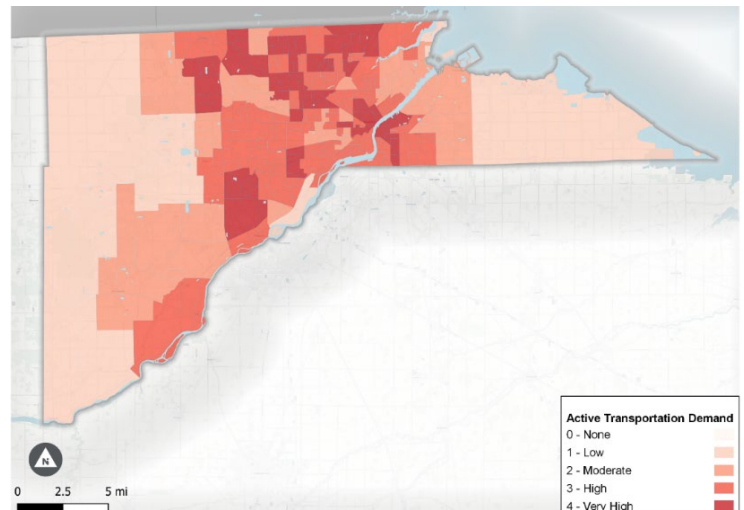 Active Transportation Demand
0 - None
1 - Low
2 - Moderate
3 - High
4 - Very High
N
0 2.5 5 mi